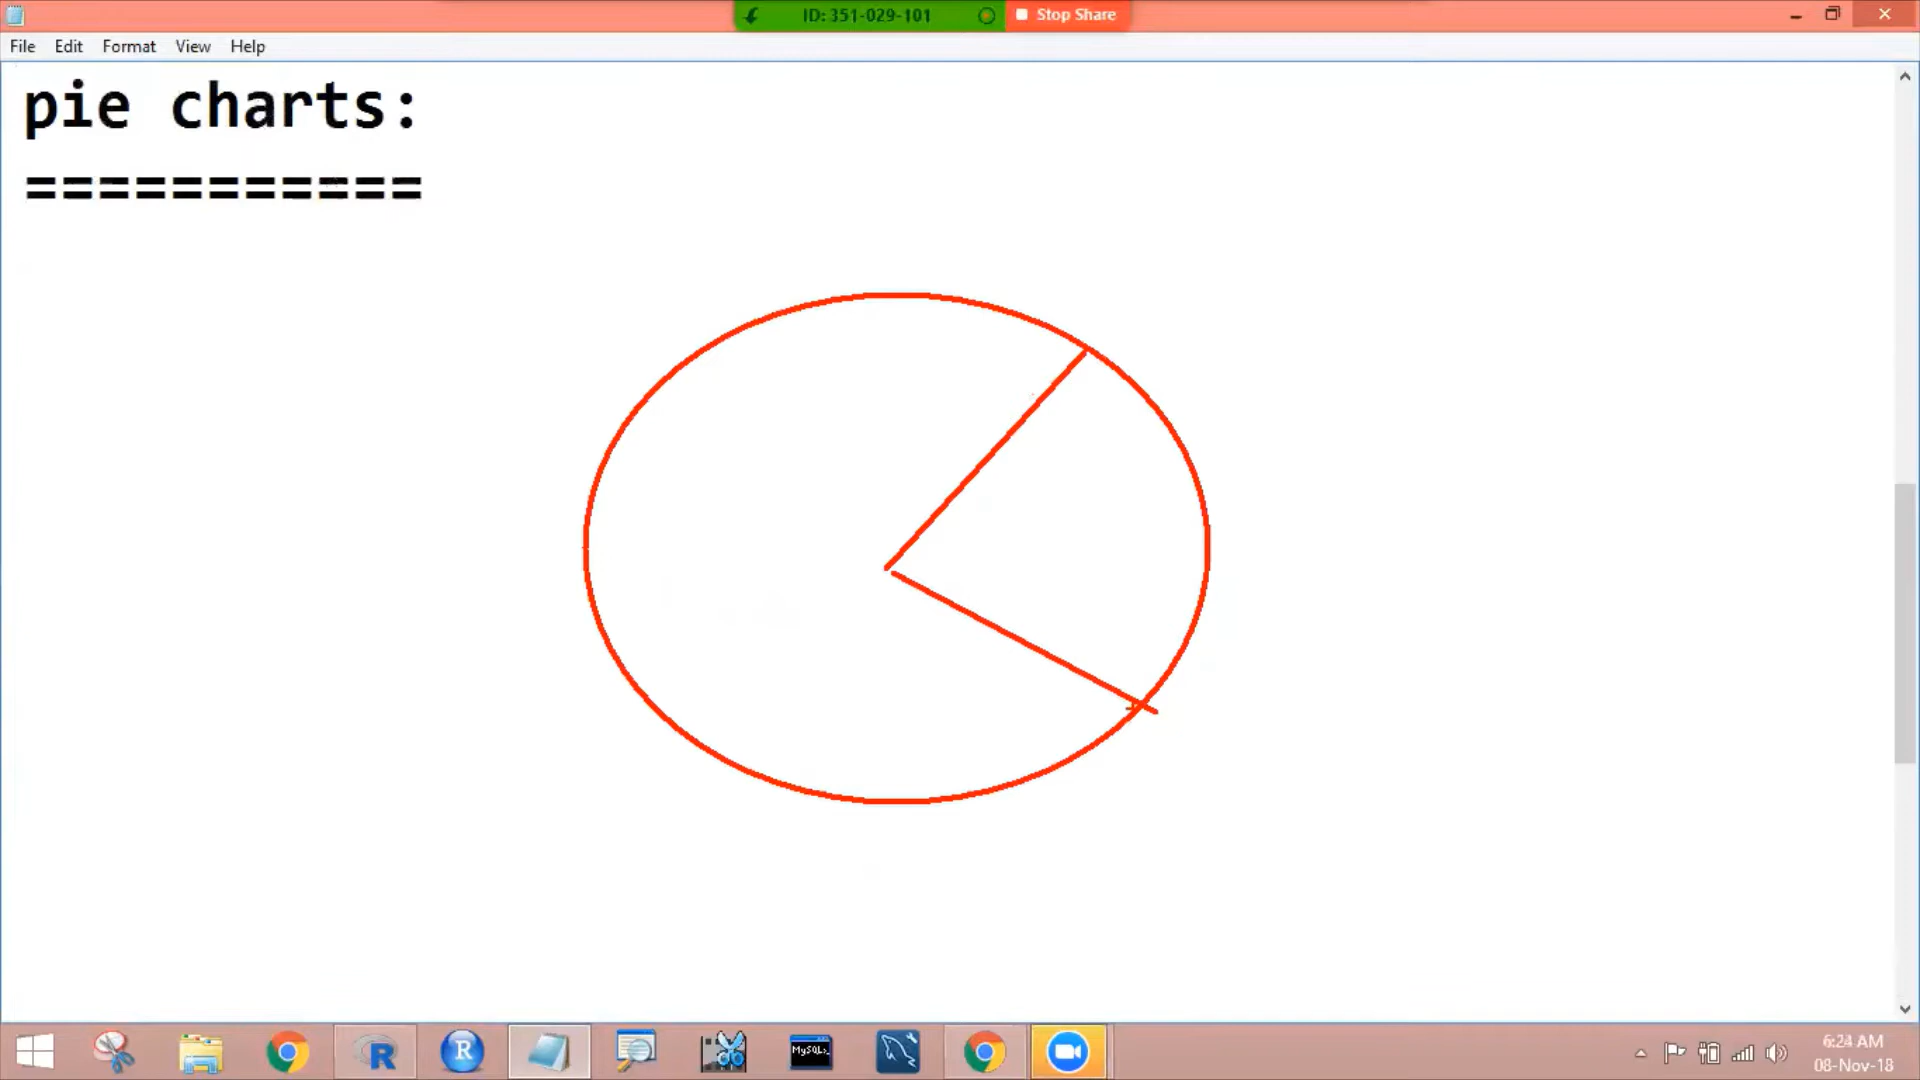 ID: 351-029-101 Stop Share
File Edit Format View Help
pie charts:
===========
R R MySQL
6:24 AM
08-Nov-18